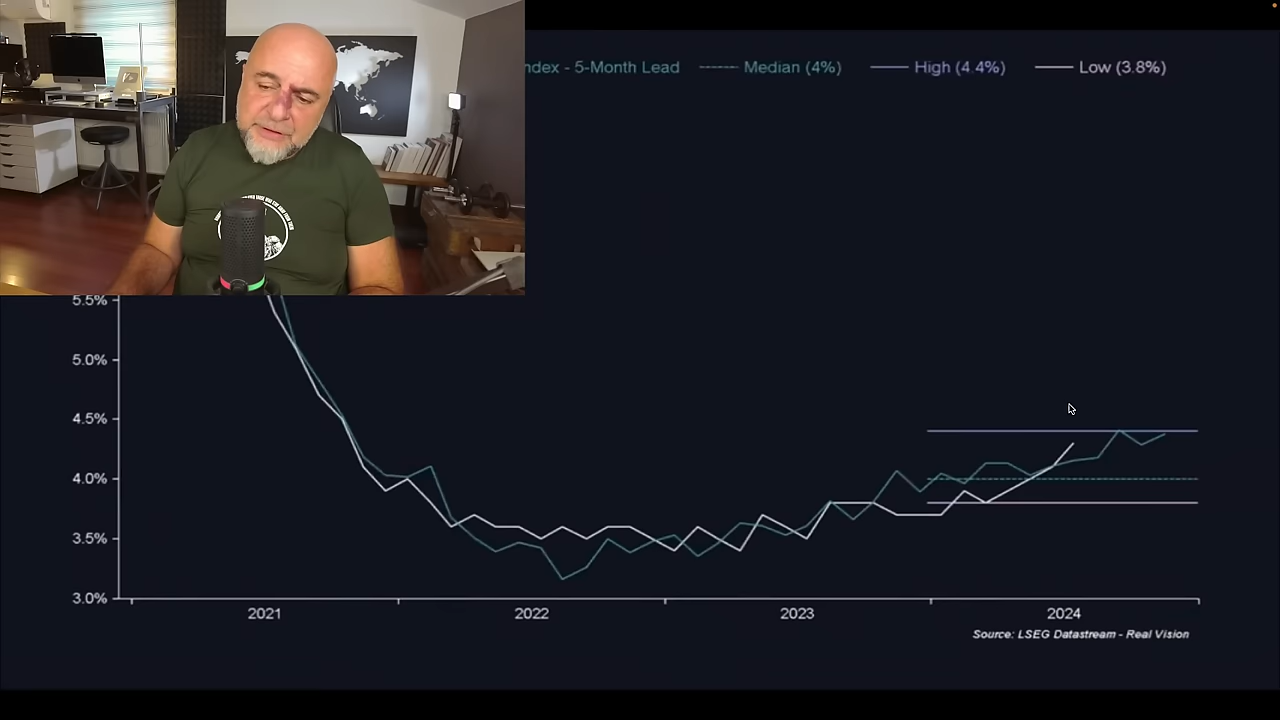 ndex - 5-Month Lead
Median (4%)
High (4.4%)
Low (3.8%)
5.5%
5.0%
4.5%
4.0%
3.5%
3.0%
2021
2022
2023
2024
Source: LSEG Datastream - Real Vision